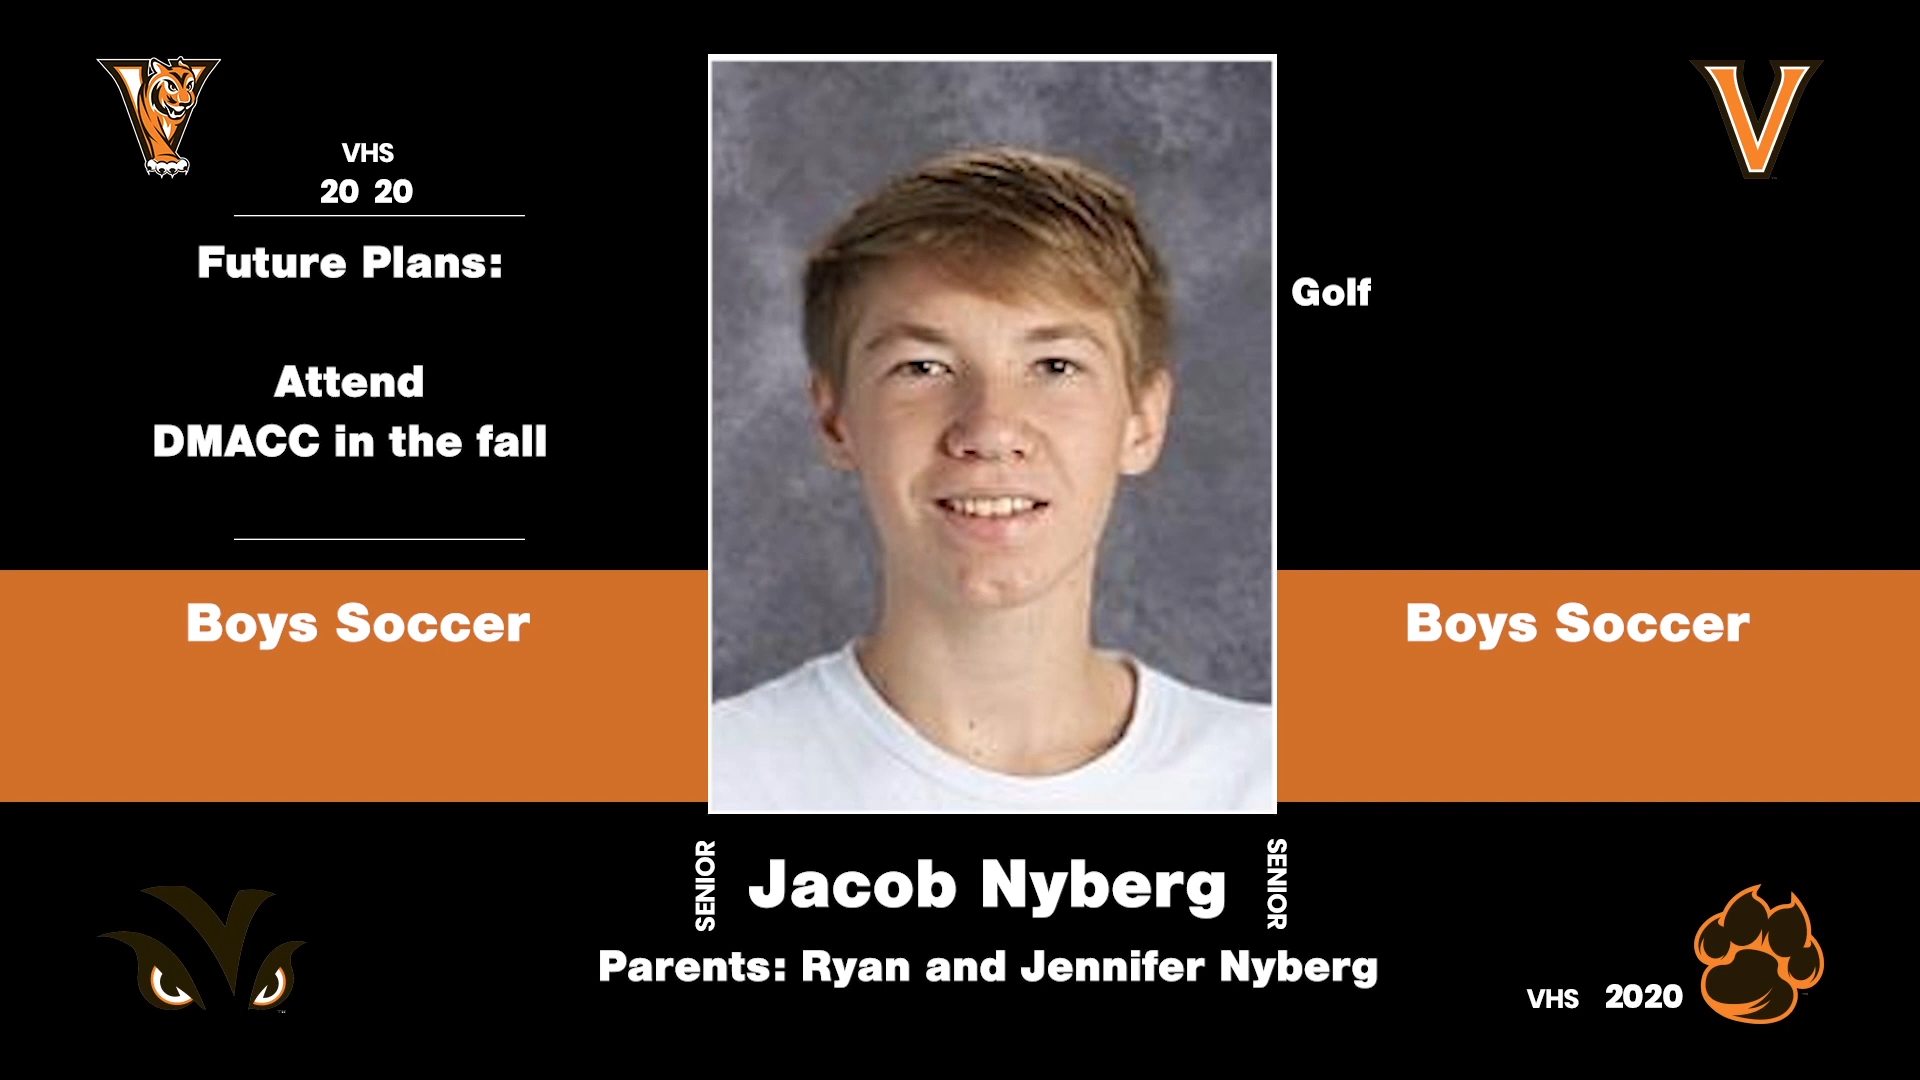 VHS
20 20
Future Plans:
Attend
DMACC in the fall
Golf
Boys Soccer
Boys Soccer
SENIOR
Jacob Nyberg
SENIOR
Parents: Ryan and Jennifer Nyberg
VHS 2020
V